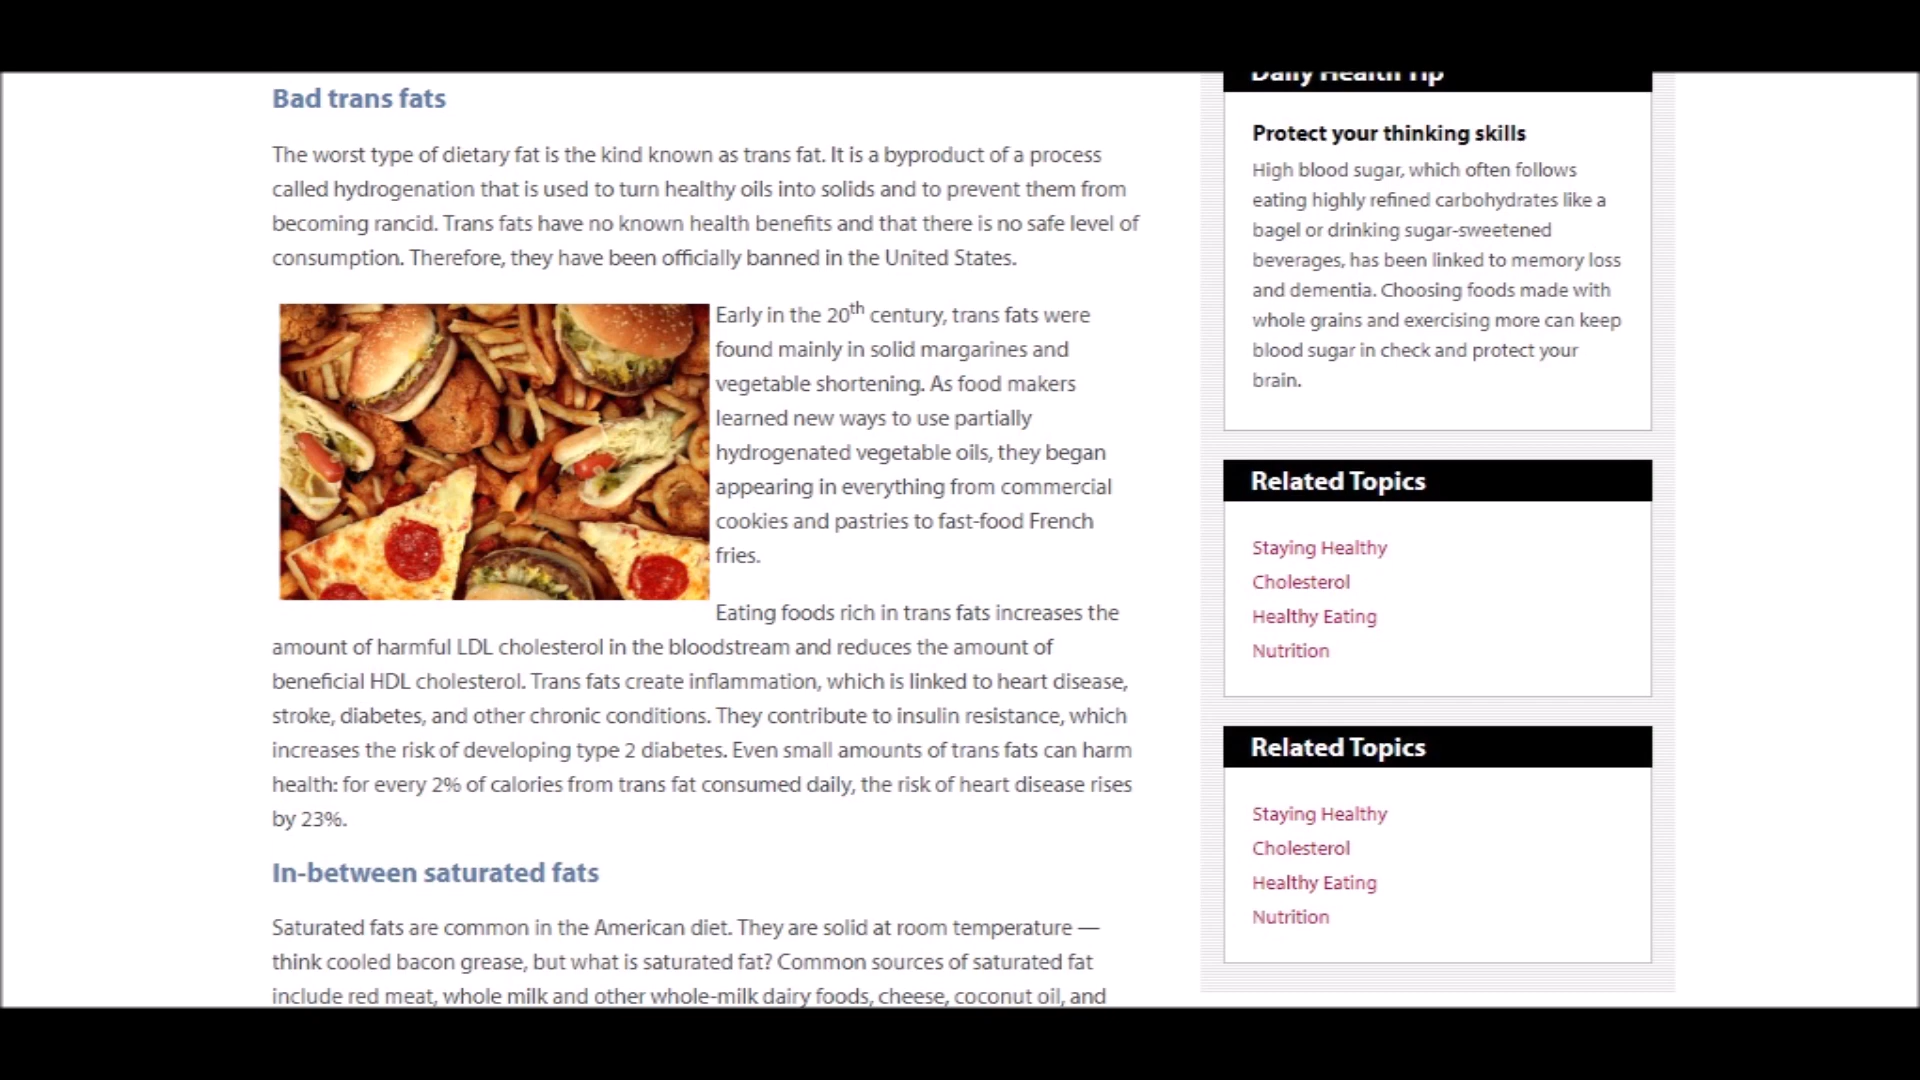 Bad trans fats
The worst type of dietary fat is the kind known as trans fat. It is a byproduct of a process
called hydrogenation that is used to turn healthy oils into solids and to prevent them from
becoming rancid. Trans fats have no known health benefits and that there is no safe level of
consumption. Therefore, they have been officially banned in the United States.
Early in the 20th century, trans fats were
found mainly in solid margarines and
vegetable shortening. As food makers
learned new ways to use partially
hydrogenated vegetable oils, they began
appearing in everything from commercial
cookies and pastries to fast-food French
fries.
Eating foods rich in trans fats increases the
amount of harmful LDL cholesterol in the bloodstream and reduces the amount of
beneficial HDL cholesterol. Trans fats create inflammation, which is linked to heart disease,
stroke, diabetes, and other chronic conditions. They contribute to insulin resistance, which
increases the risk of developing type 2 diabetes. Even small amounts of trans fats can harm
health: for every 2% of calories from trans fat consumed daily, the risk of heart disease rises
by 23%.
In-between saturated fats
Saturated fats are common in the American diet. They are solid at room temperature —
think cooled bacon grease, but what is saturated fat? Common sources of saturated fat
include red meat, whole milk and other whole-milk dairy foods, cheese, coconut oil, and
Daily Health Tip
Protect your thinking skills
High blood sugar, which often follows
eating highly refined carbohydrates like a
bagel or drinking sugar-sweetened
beverages, has been linked to memory loss
and dementia. Choosing foods made with
whole grains and exercising more can keep
blood sugar in check and protect your
brain.
Related Topics
Staying Healthy
Cholesterol
Healthy Eating
Nutrition
Related Topics
Staying Healthy
Cholesterol
Healthy Eating
Nutrition